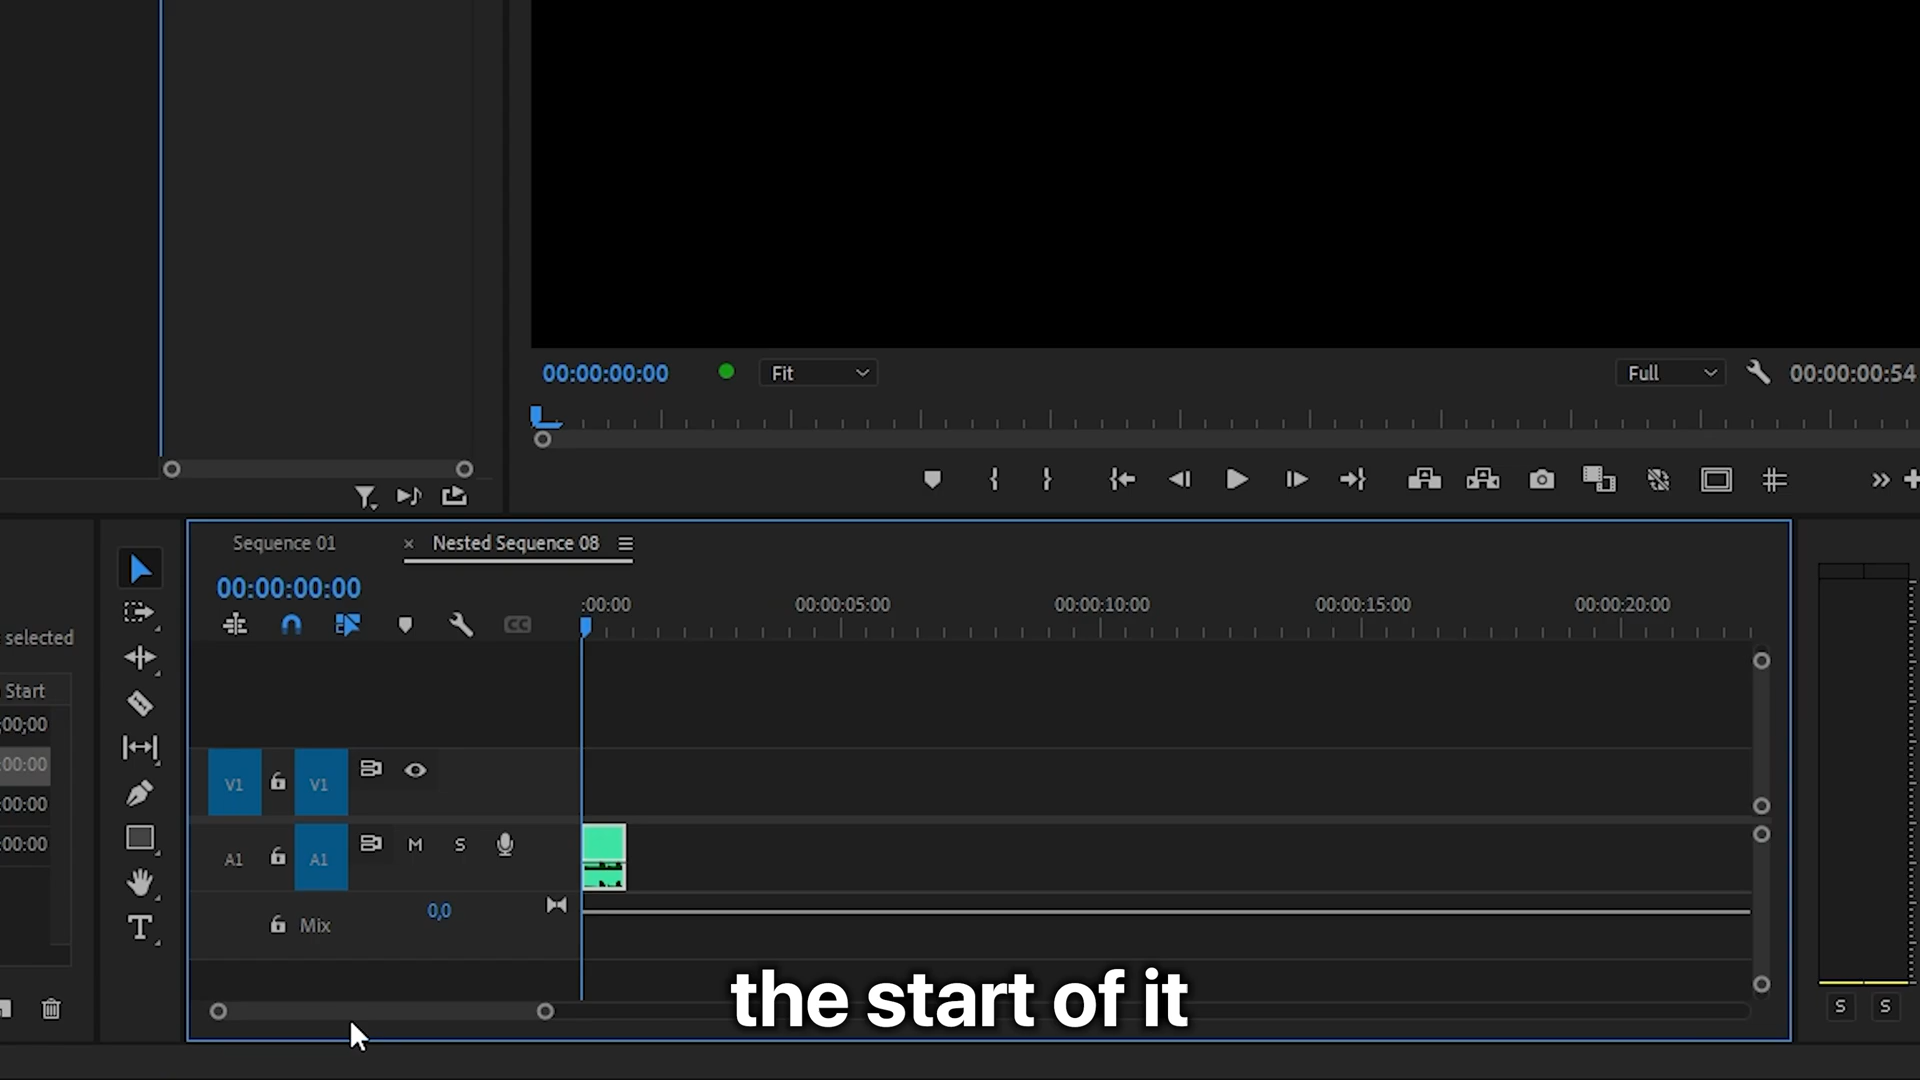 00:00:00:00
Fit
Full
00:00:00:54
Sequence 01
× Nested Sequence 08
00:00:00:00
:00:00
00:00:05:00
00:00:10:00
00:00:15:00
00:00:20:00
CC
selected
Start
;00;00
:00:00
:00:00
:00:00
V1
V1
A1
A1
M
S
0,0
Mix
T
the start of it
S
S